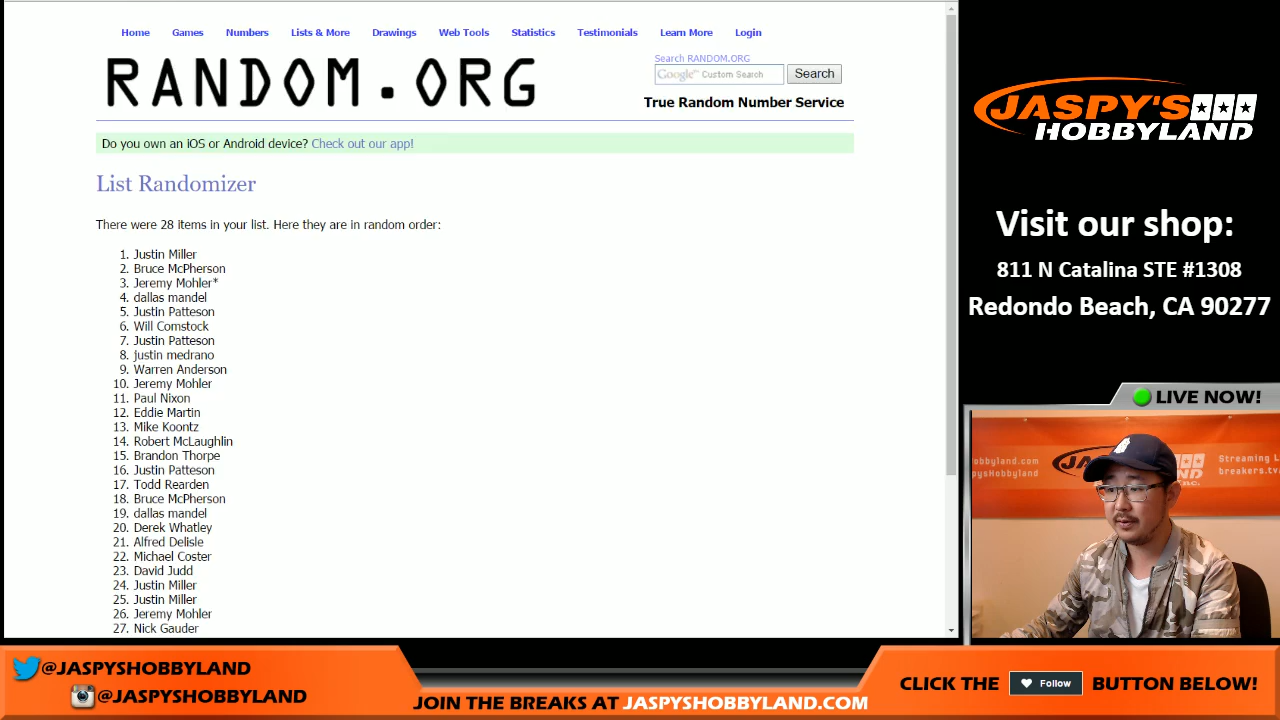 Home Games Numbers Lists & More Drawings Web Tools Statistics Testimonials Learn More Login
RANDOM.ORG
Search RANDOM.ORG
Google™ Custom Search Search
True Random Number Service
Do you own an iOS or Android device? Check out our app!
List Randomizer
There were 28 items in your list. Here they are in random order:
1. Justin Miller
2. Bruce McPherson
3. Jeremy Mohler*
4. dallas mandel
5. Justin Patteson
6. Will Comstock
7. Justin Patteson
8. justin medrano
9. Warren Anderson
10. Jeremy Mohler
11. Paul Nixon
12. Eddie Martin
13. Mike Koontz
14. Robert McLaughlin
15. Brandon Thorpe
16. Justin Patteson
17. Todd Rearden
18. Bruce McPherson
19. dallas mandel
20. Derek Whatley
21. Alfred Delisle
22. Michael Coster
23. David Judd
24. Justin Miller
25. Justin Miller
26. Jeremy Mohler
27. Nick Gauder
JASPY'S
HOBBYLAND
Visit our shop:
811 N Catalina STE #1308
Redondo Beach, CA 90277
LIVE NOW!
Streaming L
breakers.tv
@JASPYSHOBBYLAND
@JASPYSHOBBYLAND
JOIN THE BREAKS AT JASPYSHOBBYLAND.COM
CLICK THE Follow BUTTON BELOW!